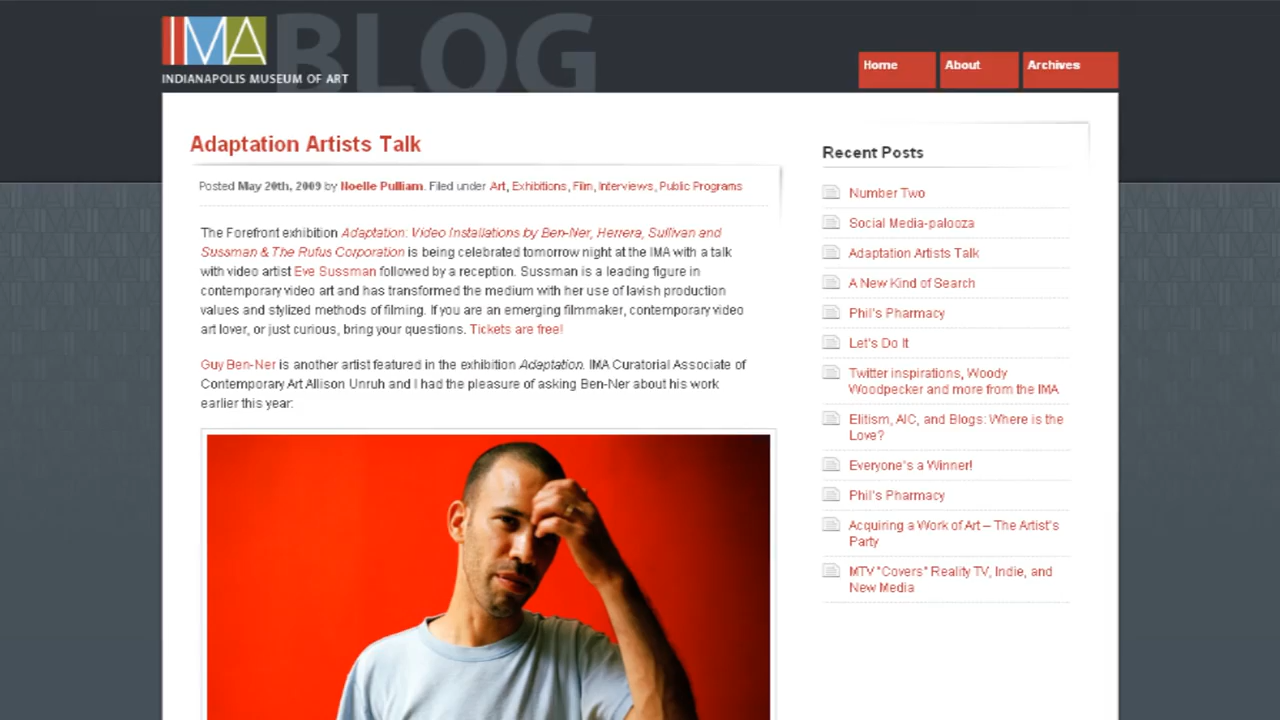 IMA BLOG
INDIANAPOLIS MUSEUM OF ART
Home About Archives
Adaptation Artists Talk
Posted May 20th, 2009 by Noelle Pulliam. Filed under Art, Exhibitions, Film, Interviews, Public Programs
The Forefront exhibition Adaptation: Video Installations by Ben-Ner, Herrera, Sullivan and
Sussman & The Rufus Corporation is being celebrated tomorrow night at the IMA with a talk
with video artist Eve Sussman followed by a reception. Sussman is a leading figure in
contemporary video art and has transformed the medium with her use of lavish production
values and stylized methods of filming. If you are an emerging filmmaker, contemporary video
art lover, or just curious, bring your questions. Tickets are free!
Guy Ben-Ner is another artist featured in the exhibition Adaptation. IMA Curatorial Associate of
Contemporary Art Allison Unruh and I had the pleasure of asking Ben-Ner about his work
earlier this year:
Recent Posts
Number Two
Social Media-palooza
Adaptation Artists Talk
A New Kind of Search
Phil's Pharmacy
Let's Do It
Twitter inspirations, Woody
Woodpecker and more from the IMA
Elitism, AIC, and Blogs: Where is the
Love?
Everyone's a Winner!
Phil's Pharmacy
Acquiring a Work of Art – The Artist's
Party
MTV "Covers" Reality TV, Indie, and
New Media